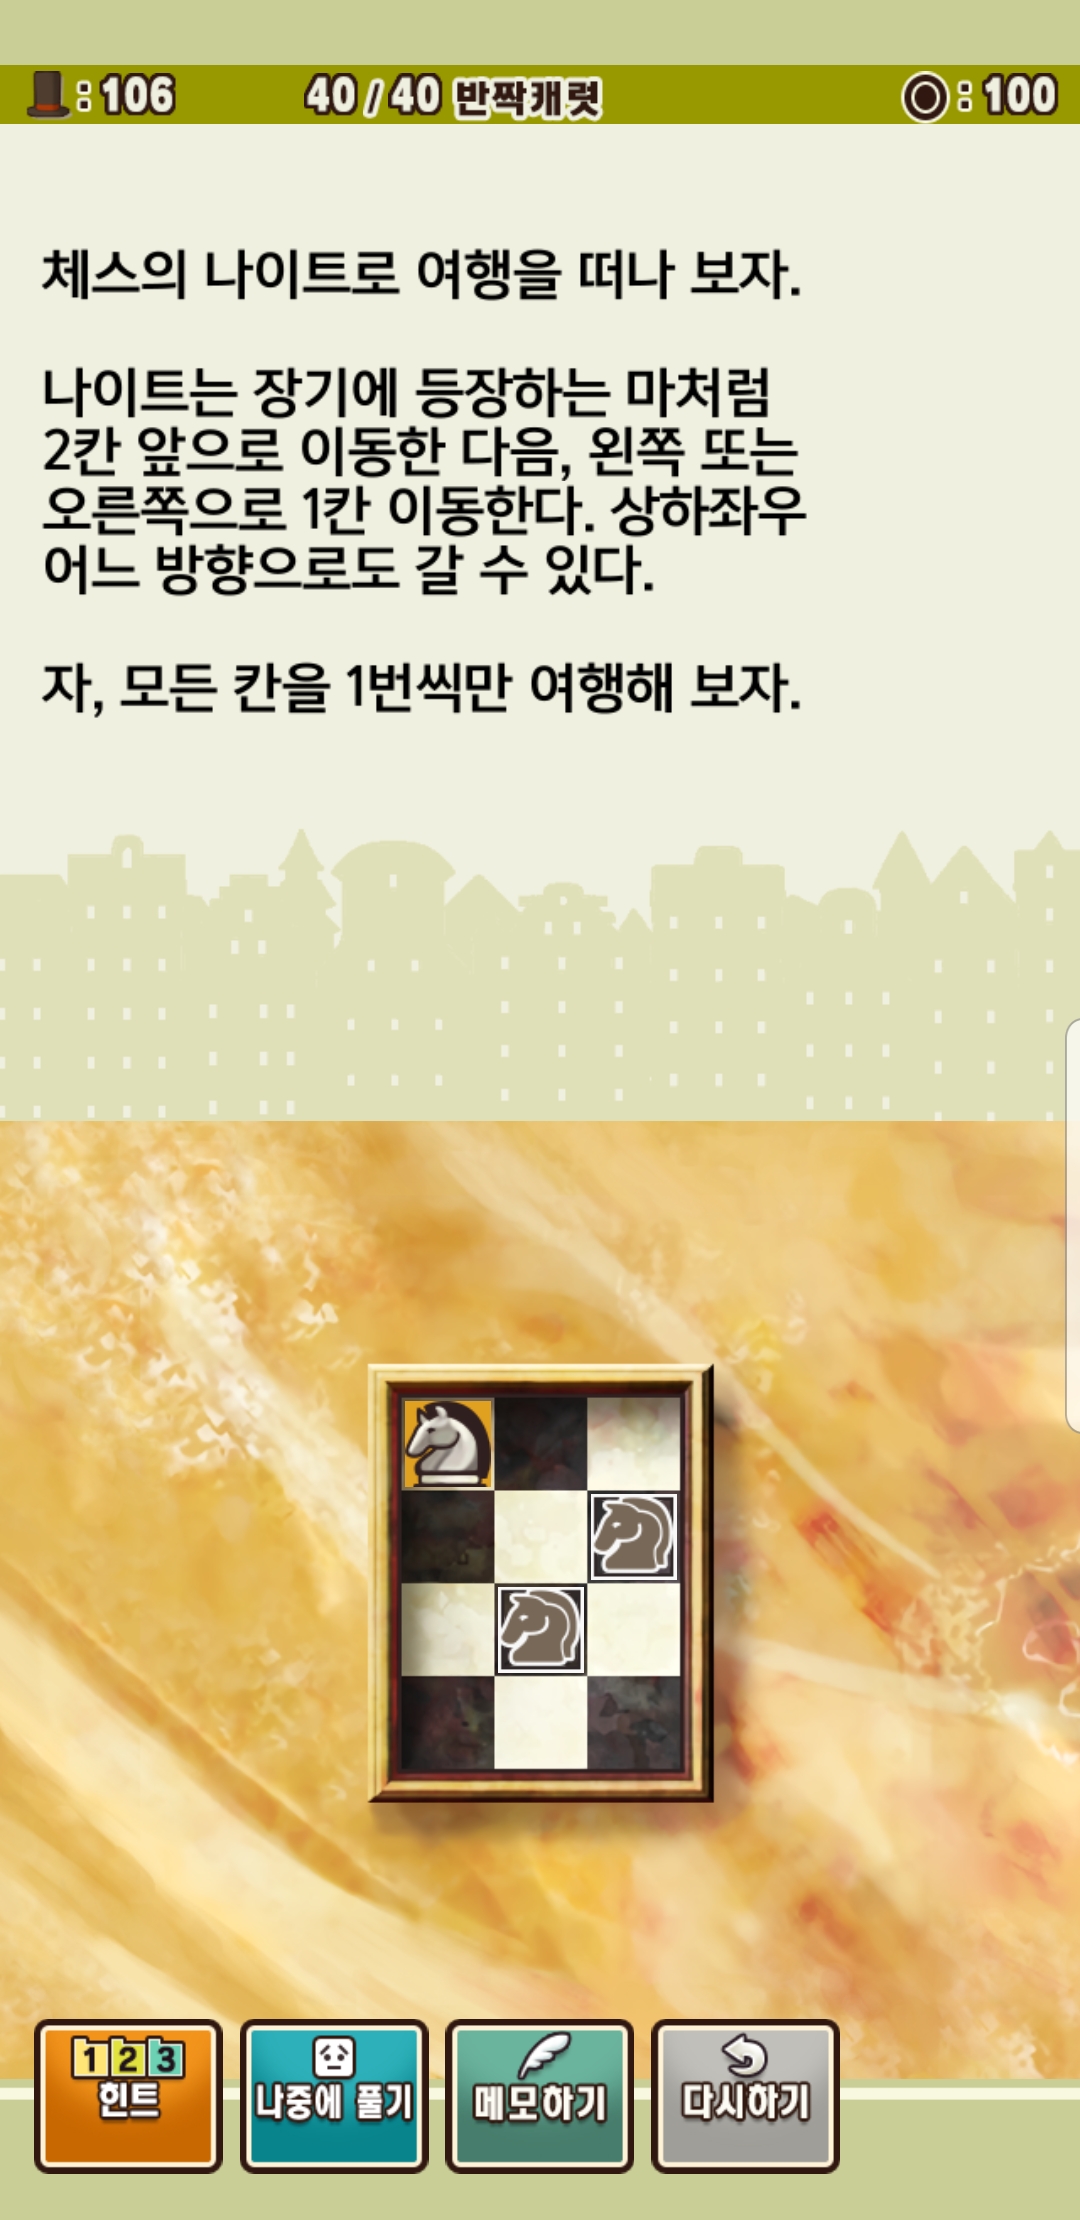 : 106 40 / 40 반짝캐럿 : 100
체스의 나이트로 여행을 떠나 보자.
나이트는 장기에 등장하는 마처럼
2칸 앞으로 이동한 다음, 왼쪽 또는
오른쪽으로 1칸 이동한다. 상하좌우
어느 방향으로도 갈 수 있다.
자, 모든 칸을 1번씩만 여행해 보자.
1 2 3
힌트 나중에 풀기 메모하기 다시하기